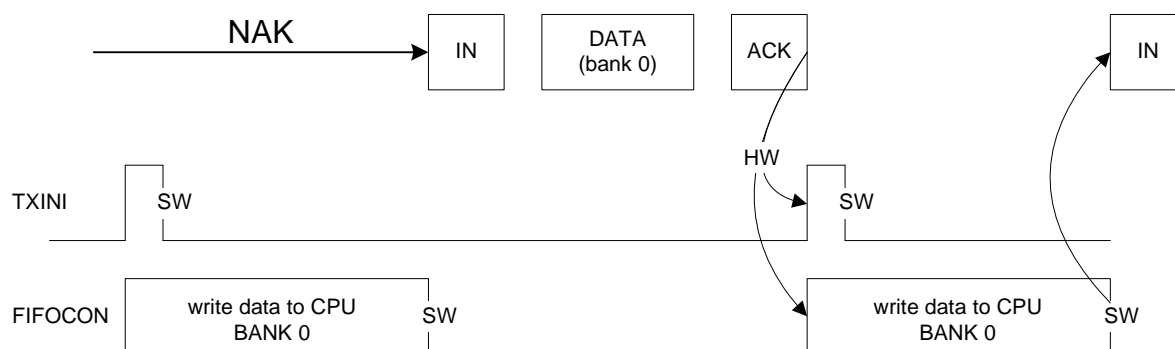 NAK
IN
DATA
(bank 0)
ACK
IN
HW
TXINI
SW
SW
FIFOCON
write data to CPU
BANK 0
SW
write data to CPU
BANK 0
SW